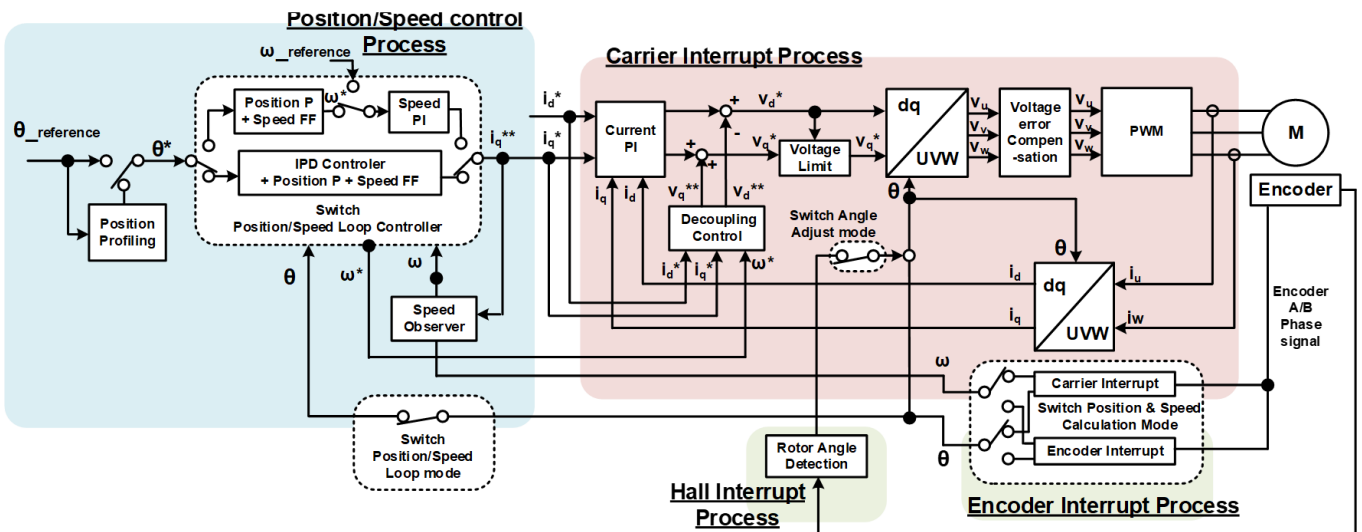 Position/Speed control
Process
ω_reference
Position P
+ Speed FF
ω*
Speed
PI
θ_reference
θ*
IPD Controler
+ Position P + Speed FF
Switch
Position/Speed Loop Controller
Position
Profiling
iq**
id*
iq*
θ
ω*
ω
Speed
Observer
Switch
Position/Speed
Loop mode
Carrier Interrupt Process
Current
PI
+
-
vd*
+
+
vq*
Voltage
Limit
vq*
vq**
vd**
iq
id
Decoupling
Control
id*
iq*
ω*
Switch Angle
Adjust mode
dq
UVW
θ
vu
vv
vw
Voltage
error
Compen
-sation
vu
vv
vw
PWM
M
Encoder
θ
id
iq
dq
UVW
iu
iw
Encoder
A/B
Phase
signal
ω
θ
Carrier Interrupt
Switch Position & Speed
Calculation Mode
Encoder Interrupt
Rotor Angle
Detection
Hall Interrupt
Process
Encoder Interrupt Process